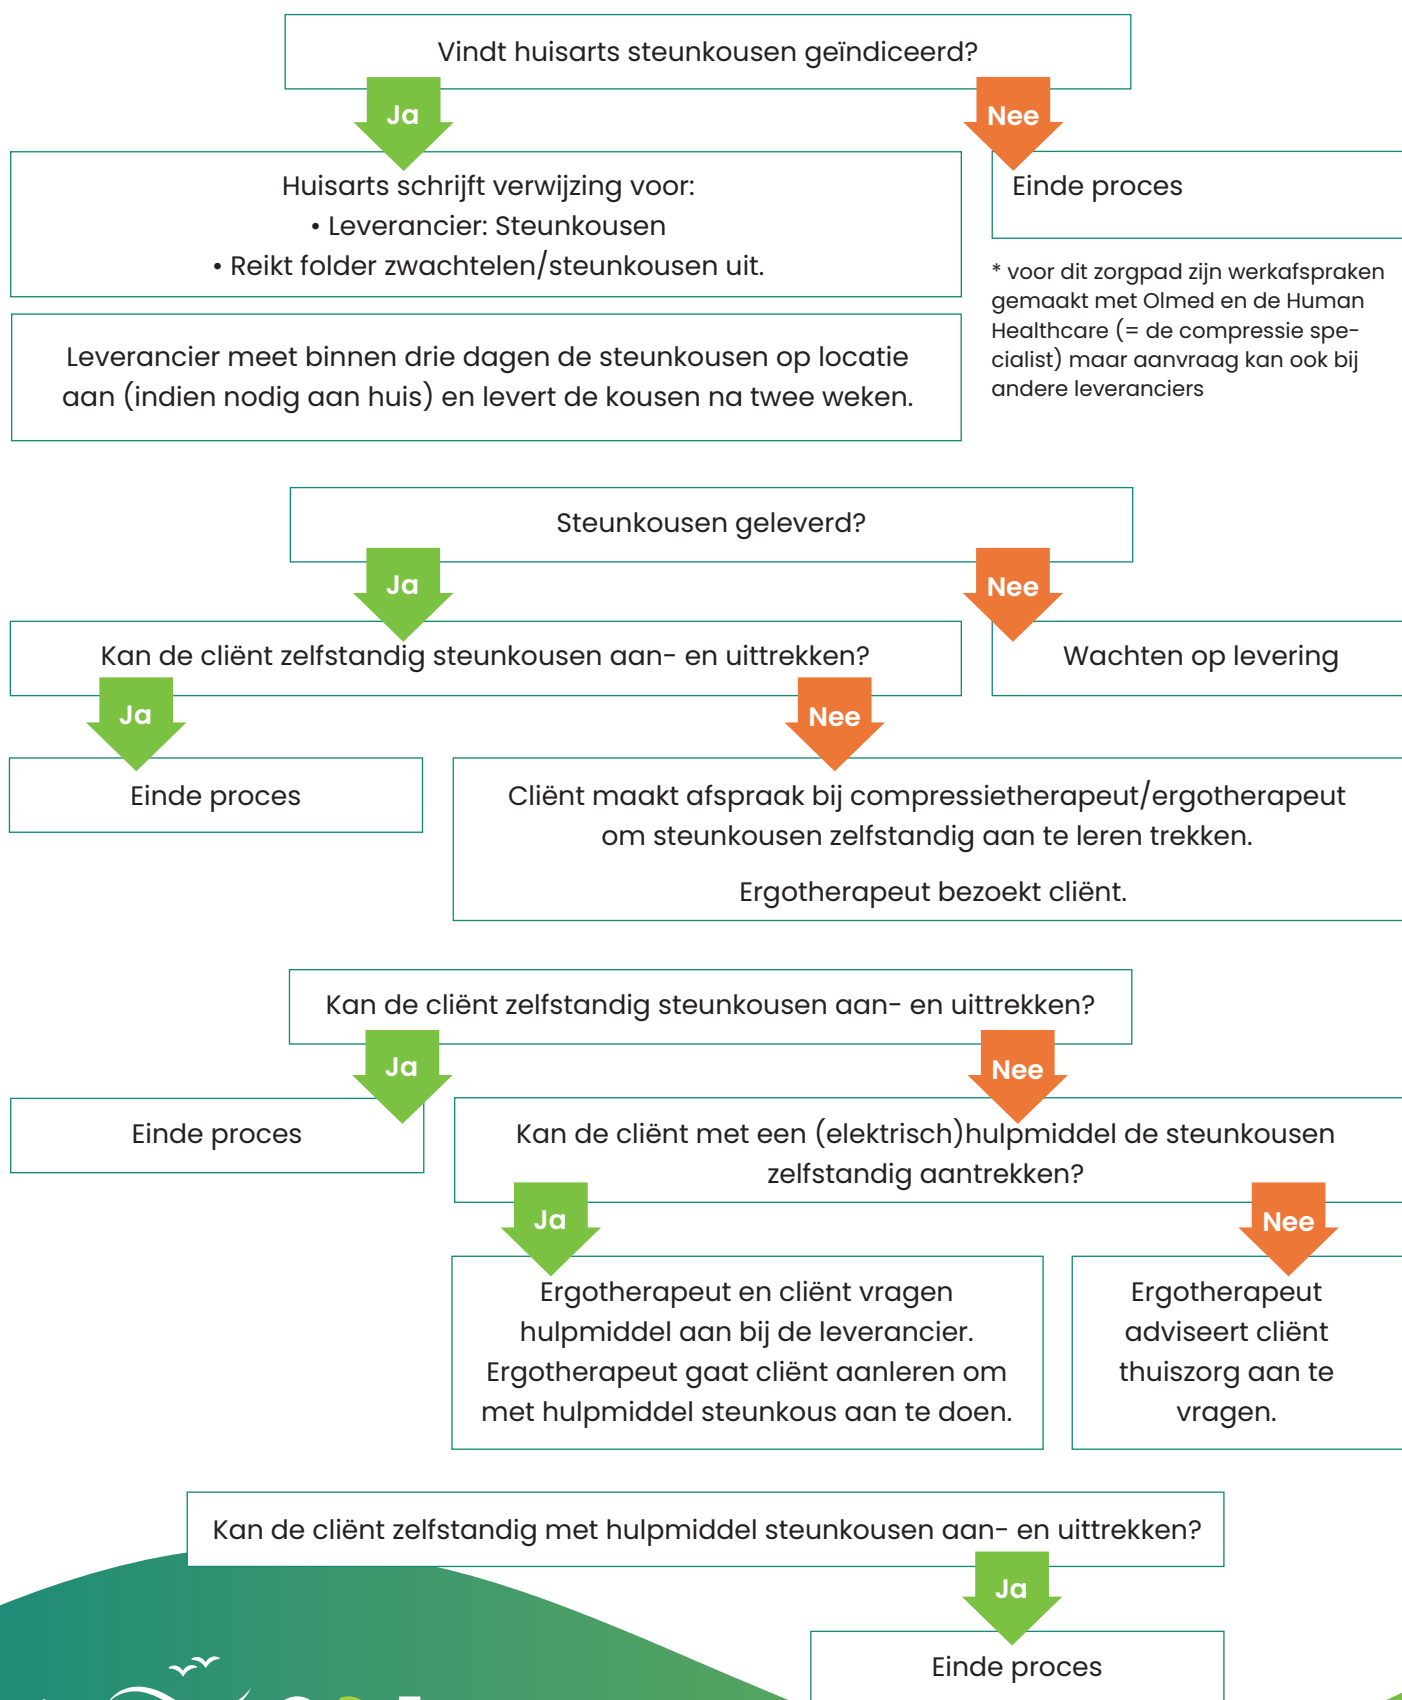 Vindt huisarts steunkousen geïndiceerd?
Ja
Nee
Huisarts schrijft verwijzing voor:
• Leverancier: Steunkousen
• Reikt folder zwachtelen/steunkousen uit.
Einde proces
* voor dit zorgpad zijn werkafspraken
gemaakt met Olmed en de Human
Healthcare (= de compressie spe-
cialist) maar aanvraag kan ook bij
andere leveranciers
Leverancier meet binnen drie dagen de steunkousen op locatie
aan (indien nodig aan huis) en levert de kousen na twee weken.
Steunkousen geleverd?
Ja
Nee
Kan de cliënt zelfstandig steunkousen aan- en uittrekken?
Wachten op levering
Ja
Nee
Einde proces
Cliënt maakt afspraak bij compressietherapeut/ergotherapeut
om steunkousen zelfstandig aan te leren trekken.
Ergotherapeut bezoekt cliënt.
Kan de cliënt zelfstandig steunkousen aan- en uittrekken?
Ja
Nee
Einde proces
Kan de cliënt met een (elektrisch)hulpmiddel de steunkousen
zelfstandig aantrekken?
Ja
Nee
Ergotherapeut en cliënt vragen
hulpmiddel aan bij de leverancier.
Ergotherapeut gaat cliënt aanleren om
met hulpmiddel steunkous aan te doen.
Ergotherapeut
adviseert cliënt
thuiszorg aan te
vragen.
Kan de cliënt zelfstandig met hulpmiddel steunkousen aan- en uittrekken?
Ja
Einde proces